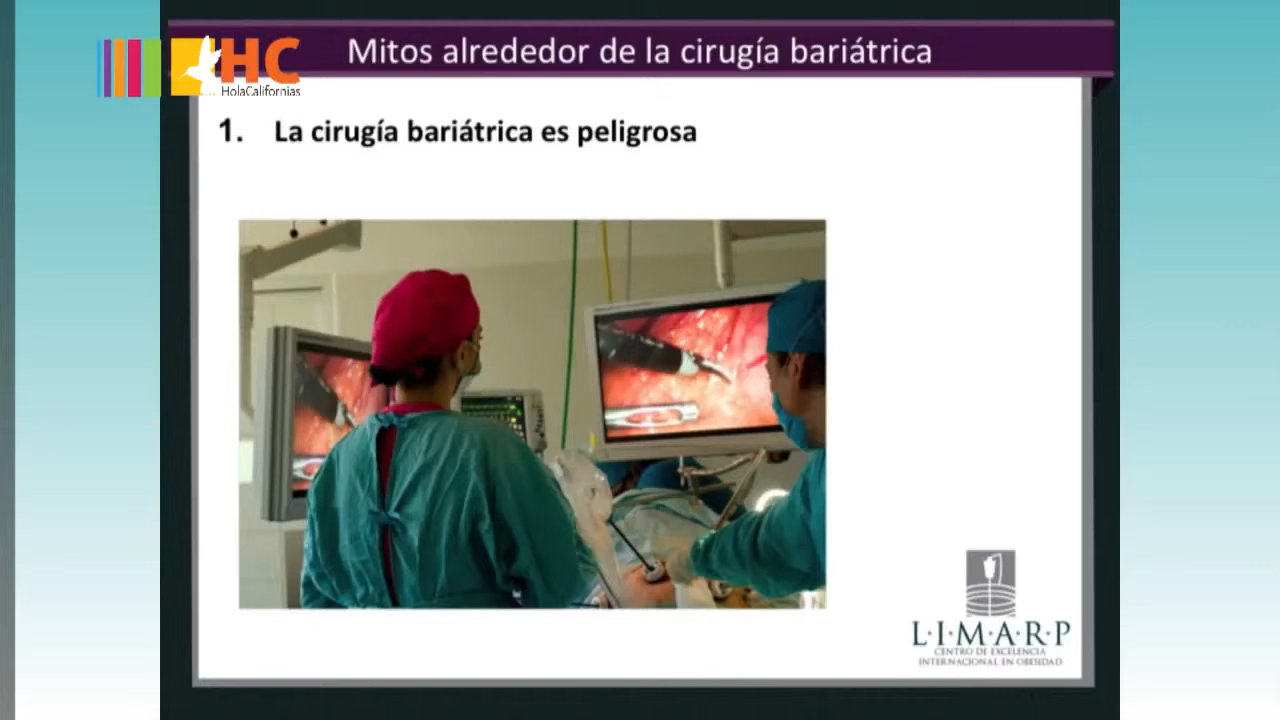 Mitos alrededor de la cirugía bariátrica
HC
HolaCalifornias
1. La cirugía bariátrica es peligrosa
L·I·M·A·R·P
CENTRO DE EXCELENCIA
INTERNACIONAL EN OBESIDAD